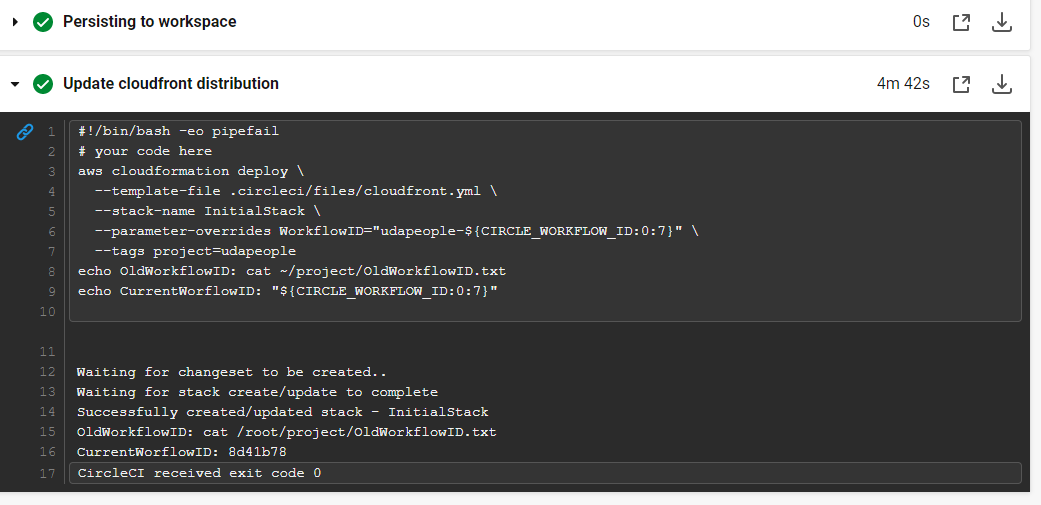 Persisting to workspace 0s
Update cloudfront distribution 4m 42s
1 #!/bin/bash -eo pipefail
2 # your code here
3 aws cloudformation deploy \
4 --template-file .circleci/files/cloudfront.yml \
5 --stack-name InitialStack \
6 --parameter-overrides WorkflowID="udapeople-${CIRCLE_WORKFLOW_ID:0:7}" \
7 --tags project=udapeople
8 echo OldWorkflowID: cat ~/project/OldWorkflowID.txt
9 echo CurrentWorflowID: "${CIRCLE_WORKFLOW_ID:0:7}"
10
11
12 Waiting for changeset to be created..
13 Waiting for stack create/update to complete
14 Successfully created/updated stack - InitialStack
15 OldWorkflowID: cat /root/project/OldWorkflowID.txt
16 CurrentWorflowID: 8d41b78
17 CircleCI received exit code 0